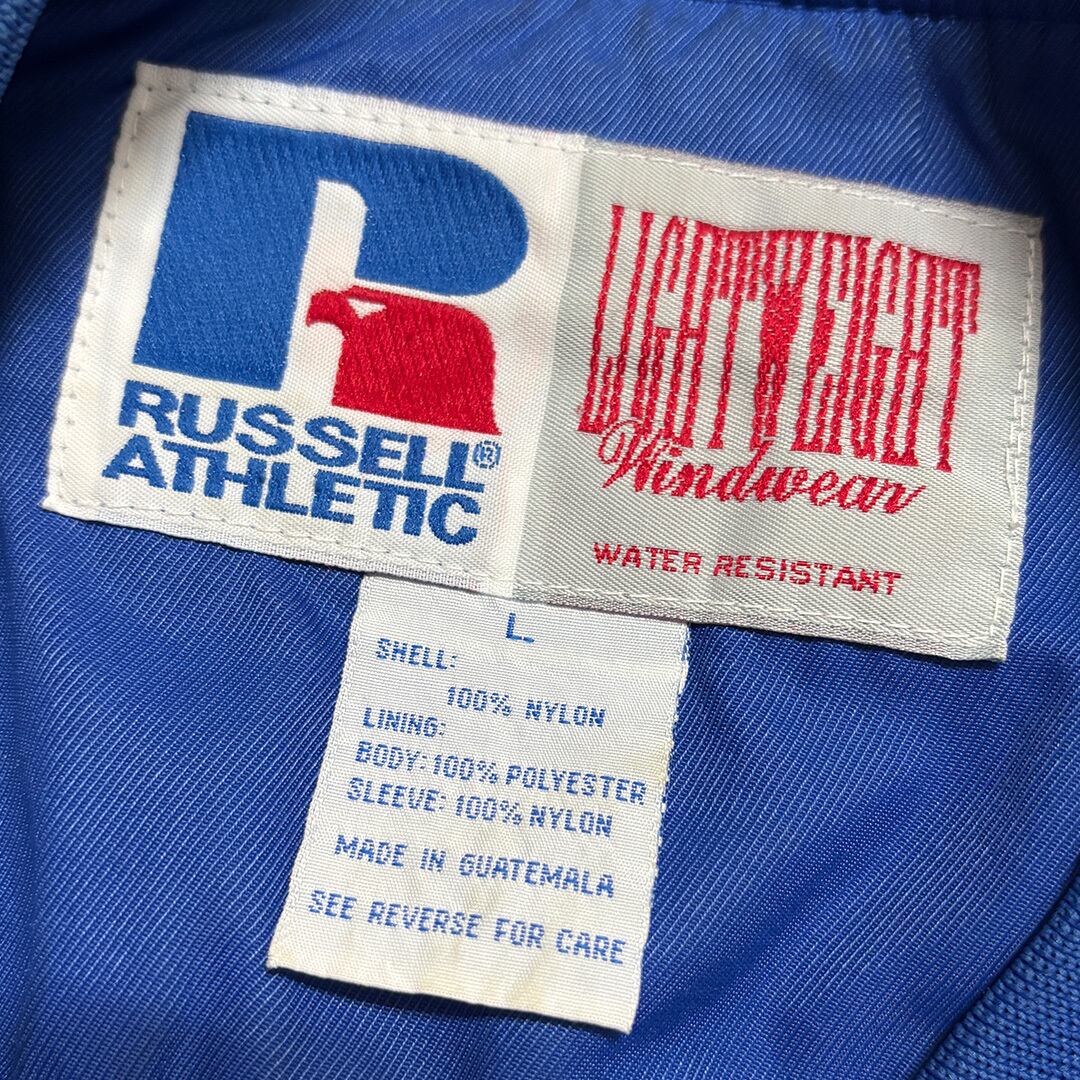 RUSSELL®
ATHLETIC
LIGHTWEIGHT
Windwear
WATER RESISTANT
L
SHELL:
100% NYLON
LINING:
BODY: 100% POLYESTER
SLEEVE: 100% NYLON
MADE IN GUATEMALA
SEE REVERSE FOR CARE